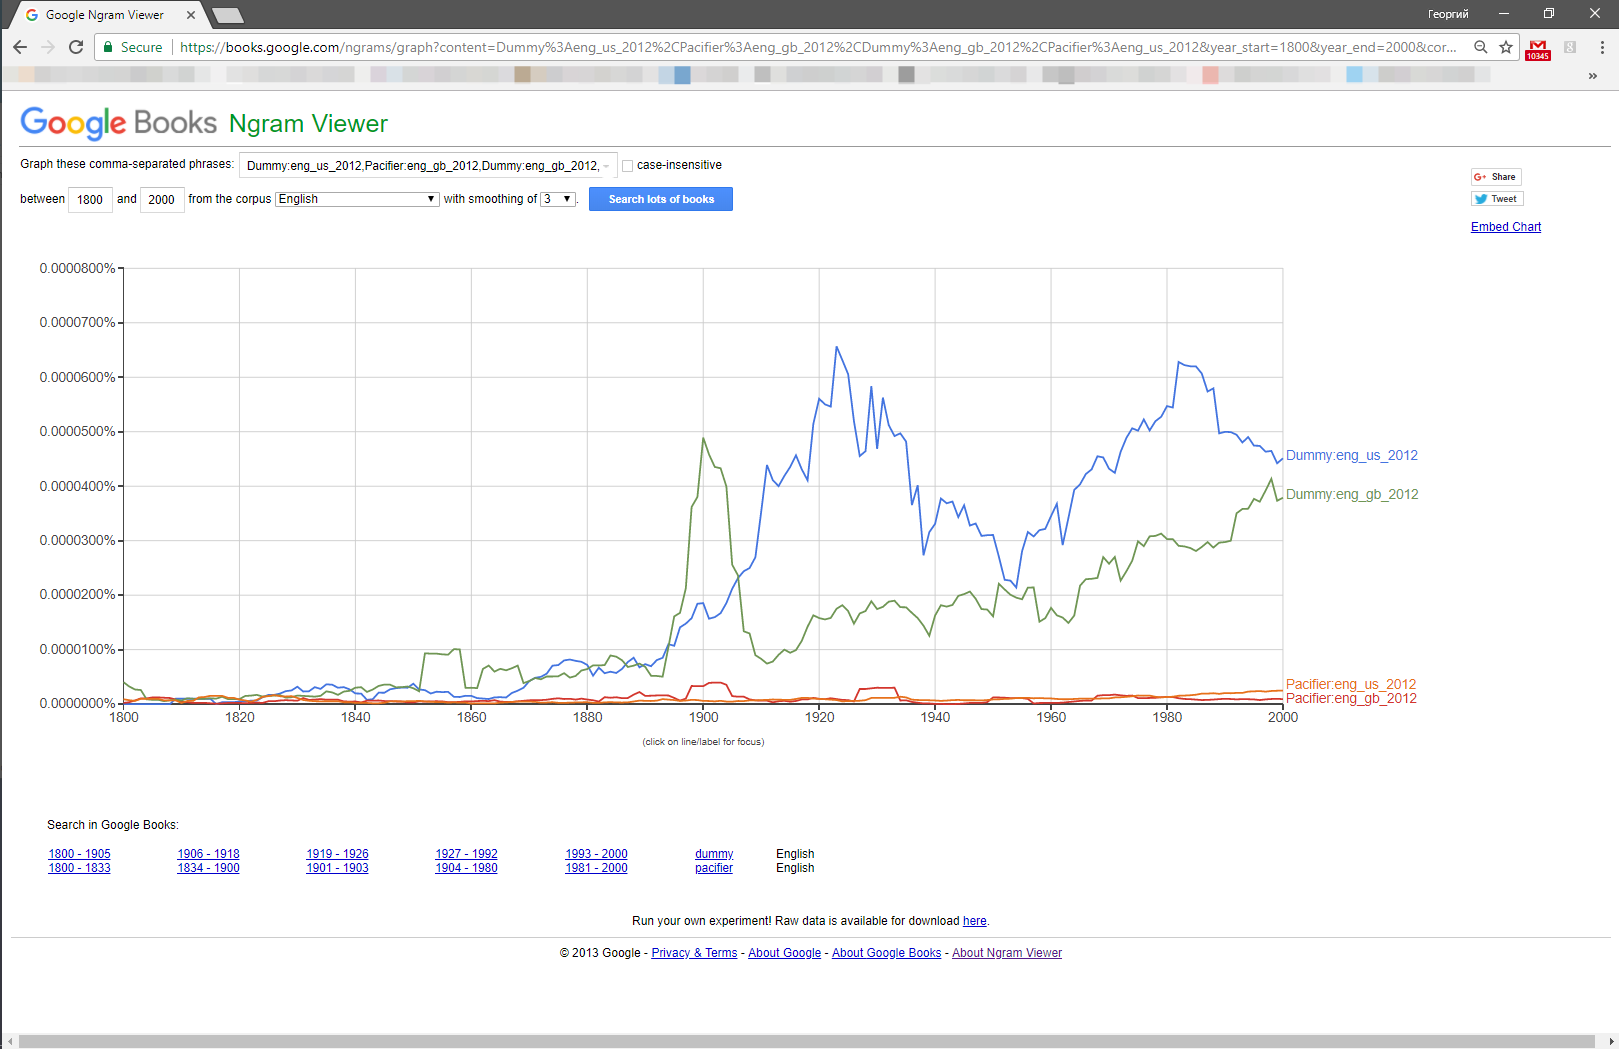 Google Ngram Viewer
Георгий
Secure https://books.google.com/ngrams/graph?content=Dummy%3Aeng_us_2012%2CPacifier%3Aeng_gb_2012%2CDummy%3Aeng_gb_2012%2CPacifier%3Aeng_us_2012&year_start=1800&year_end=2000&cor...
10345
8
»
Google Books Ngram Viewer
Graph these comma-separated phrases: Dummy:eng_us_2012,Pacifier:eng_gb_2012,Dummy:eng_gb_2012, case-insensitive
between 1800 and 2000 from the corpus English with smoothing of 3 . Search lots of books
G+ Share
Tweet
Embed Chart
0.0000800%
0.0000700%
0.0000600%
0.0000500%
0.0000400%
0.0000300%
0.0000200%
0.0000100%
0.0000000%
Dummy:eng_us_2012
Dummy:eng_gb_2012
Pacifier:eng_us_2012
Pacifier:eng_gb_2012
1800 1820 1840 1860 1880 1900 1920 1940 1960 1980 2000
(click on line/label for focus)
Search in Google Books:
1800 - 1905 1906 - 1918 1919 - 1926 1927 - 1992 1993 - 2000 dummy English
1800 - 1833 1834 - 1900 1901 - 1903 1904 - 1980 1981 - 2000 pacifier English
Run your own experiment! Raw data is available for download here.
© 2013 Google - Privacy & Terms - About Google - About Google Books - About Ngram Viewer